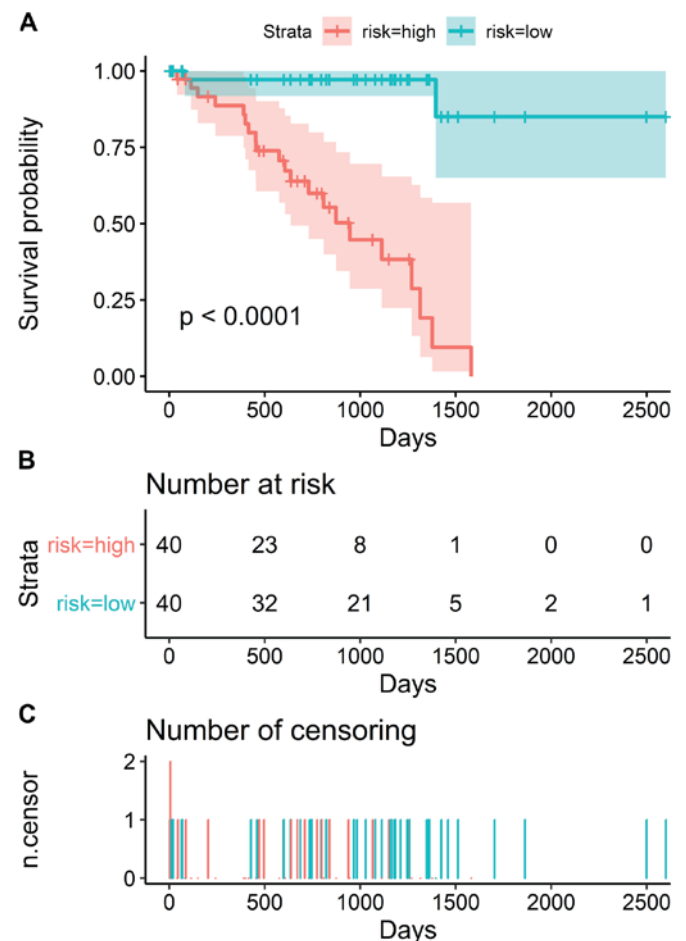 A
Strata risk=high risk=low
Survival probability
1.00
0.75
0.50
0.25
0.00
p < 0.0001
0 500 1000 1500 2000 2500
Days
B
Number at risk
Strata
risk=high 40 23 8 1 0 0
risk=low 40 32 21 5 2 1
0 500 1000 1500 2000 2500
Days
C
Number of censoring
n.censor
2
1
0
0 500 1000 1500 2000 2500
Days